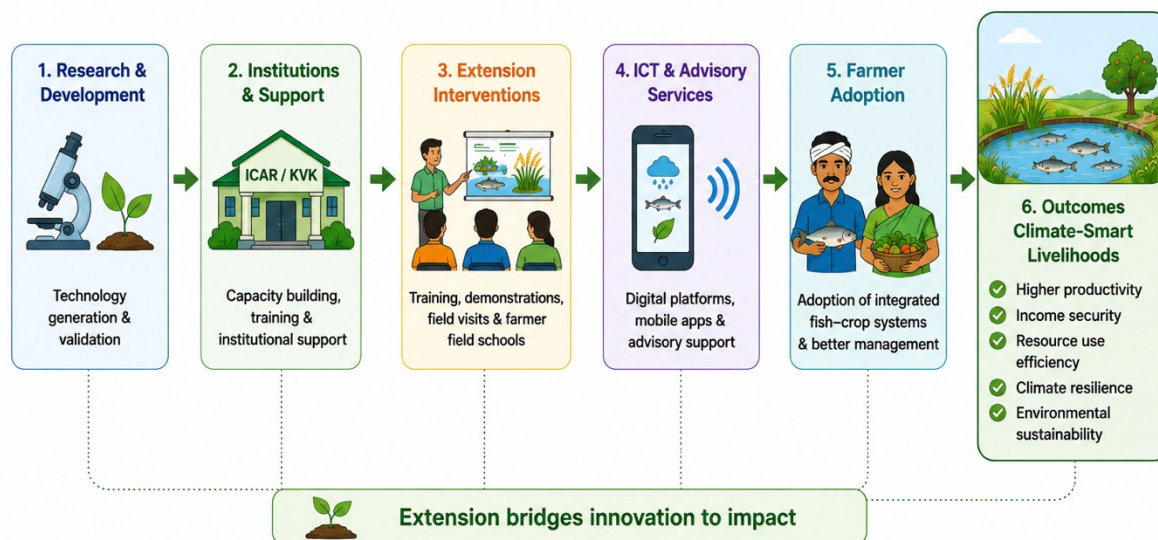 1. Research &
Development
Technology
generation &
validation
2. Institutions
& Support
ICAR / KVK
Capacity building,
training &
institutional support
3. Extension
Interventions
Training, demonstrations,
field visits & farmer
field schools
4. ICT & Advisory
Services
Digital platforms,
mobile apps &
advisory support
5. Farmer
Adoption
Adoption of integrated
fish–crop systems
& better management
6. Outcomes
Climate-Smart
Livelihoods
Higher productivity
Income security
Resource use
efficiency
Climate resilience
Environmental
sustainability
Extension bridges innovation to impact